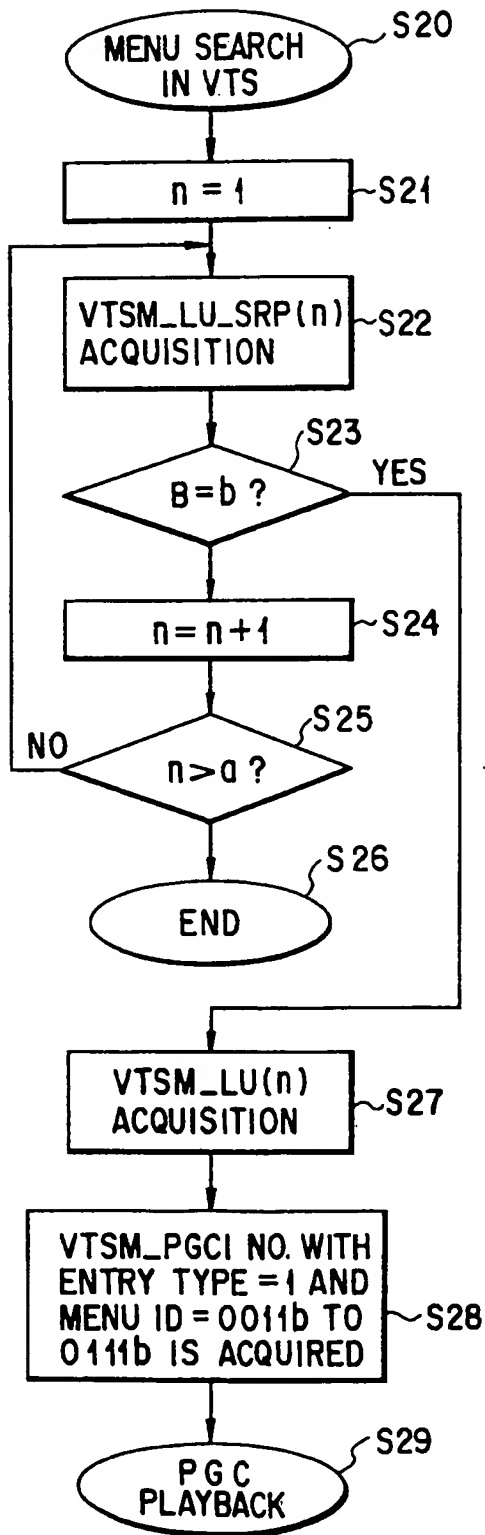 MENU SEARCH
IN VTS
S20
n = 1
S21
VTSM_LU_SRP(n)
ACQUISITION
S22
S23
B=b ?
YES
n=n+1
S24
S25
NO
n>a ?
S26
END
VTSM_LU(n)
ACQUISITION
S27
VTSM_PGCI NO. WITH
ENTRY TYPE =1 AND
MENU ID=0011b TO
0111b IS ACQUIRED
S28
S29
PGC
PLAYBACK